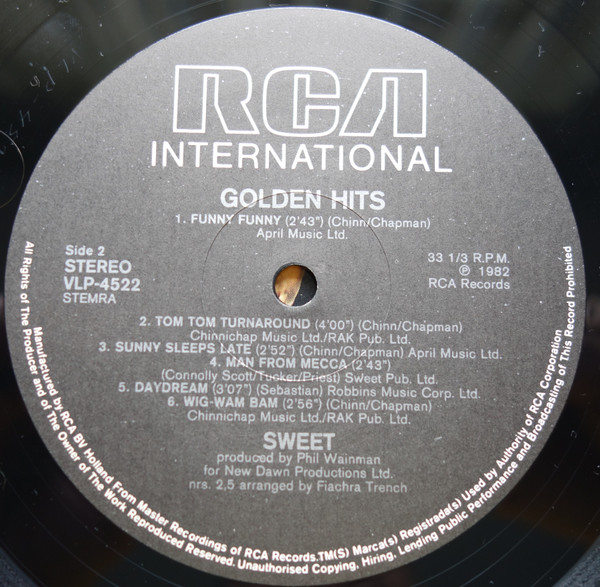 RCA
INTERNATIONAL
GOLDEN HITS
1. FUNNY FUNNY (2'43") (Chinn/Chapman)
April Music Ltd.
Side 2
STEREO
VLP-4522
STEMRA
33 1/3 R.P.M.
℗ 1982
RCA Records
2. TOM TOM TURNAROUND (4'00") (Chinn/Chapman)
Chinnichap Music Ltd./RAK Pub. Ltd.
3. SUNNY SLEEPS LATE (2'52") (Chinn/Chapman) April Music Ltd.
4. MAN FROM MECCA (2'43")
(Connolly Scott/Tucker/Priest) Sweet Pub. Ltd.
5. DAYDREAM (3'07") (Sebastian) Robbins Music Corp. Ltd.
6. WIG-WAM BAM (2'56") (Chinn/Chapman)
Chinnichap Music Ltd./RAK Pub. Ltd.
SWEET
produced by Phil Wainman
for New Dawn Productions Ltd.
nrs. 2,5 arranged by Fiachra Trench
Manufactured by RCA BV Holland From Master Recordings of RCA Records.TM(S) Marca(s) Registrada(s) Used by Authority of RCA Corporation
All Rights of The Producer and of The Owner of The Work Reproduced Reserved. Unauthorised Copying, Hiring, Lending Public Performance and Broadcasting of This Record Prohibited